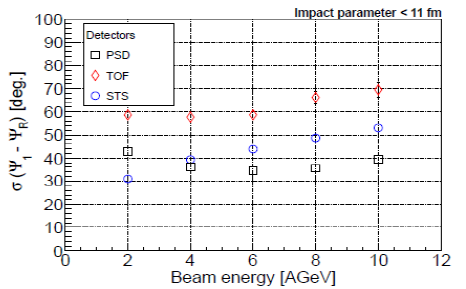 Impact parameter < 11 fm
σ (Ψ1 - ΨR) [deg.]
100
90
80
70
60
50
40
30
20
10
0
Detectors
PSD
TOF
STS
0 2 4 6 8 10 12
Beam energy [AGeV]